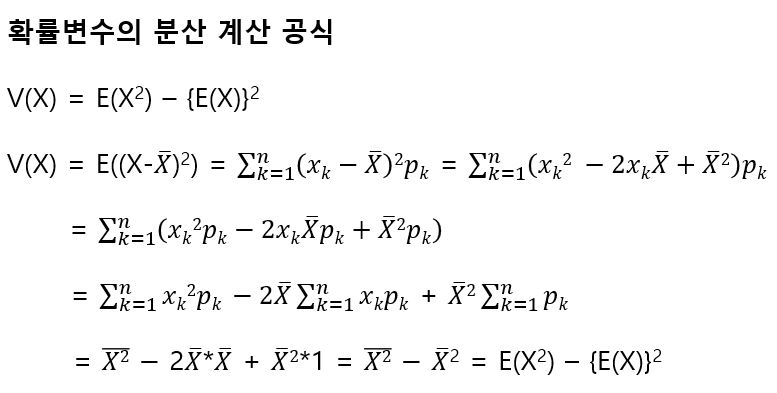 확률변수의 분산 계산 공식
V(X) = E(X²) – {E(X)}²
V(X) = E((X-X̅)²) = ∑ₖ₌₁ⁿ(xₖ − X̅)²pₖ = ∑ₖ₌₁ⁿ(xₖ² − 2xₖX̅ + X̅²)pₖ
= ∑ₖ₌₁ⁿ(xₖ²pₖ − 2xₖX̅pₖ + X̅²pₖ)
= ∑ₖ₌₁ⁿ xₖ²pₖ − 2X̅ ∑ₖ₌₁ⁿ xₖpₖ + X̅² ∑ₖ₌₁ⁿ pₖ
= X̅²̅ − 2X̅*X̅ + X̅²*1 = X̅²̅ − X̅² = E(X²) – {E(X)}²